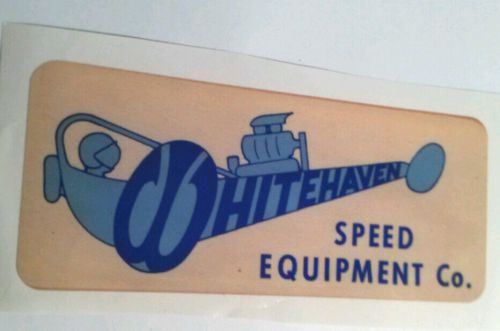 WHITEHAVEN
SPEED
EQUIPMENT Co.